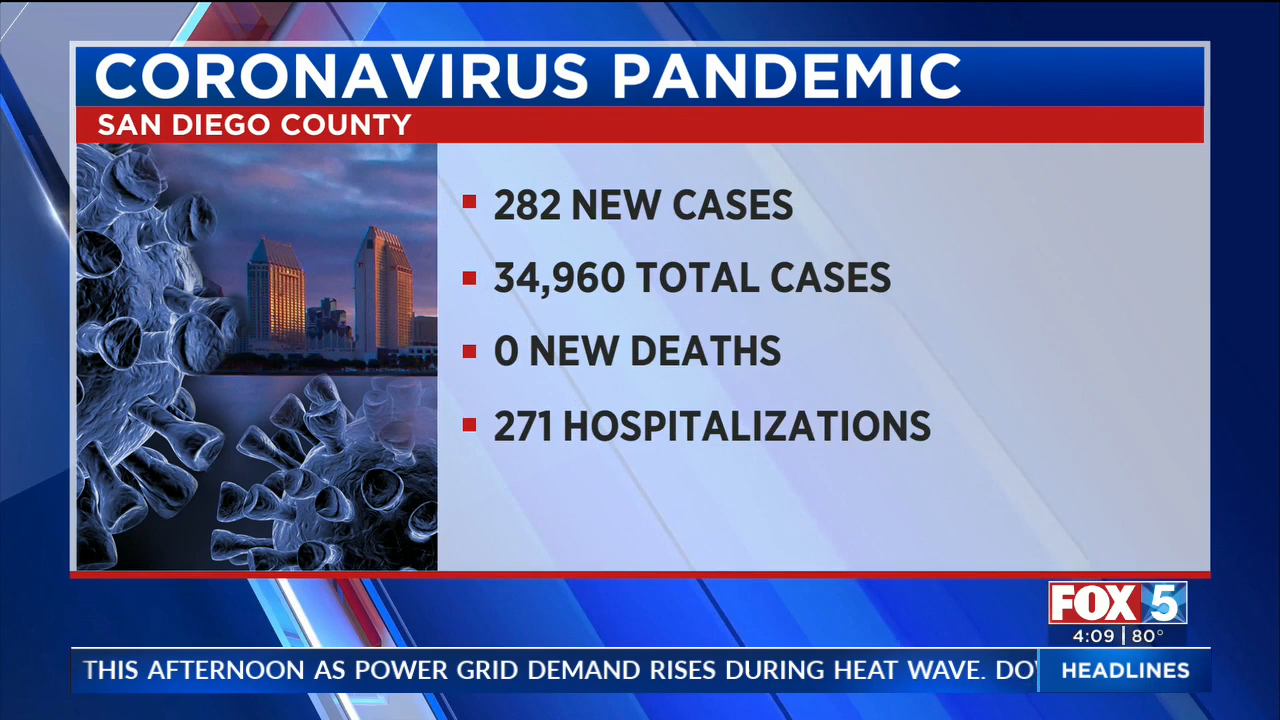 CORONAVIRUS PANDEMIC
SAN DIEGO COUNTY
282 NEW CASES
34,960 TOTAL CASES
0 NEW DEATHS
271 HOSPITALIZATIONS
FOX 5
4:09 | 80°
THIS AFTERNOON AS POWER GRID DEMAND RISES DURING HEAT WAVE. DO
HEADLINES